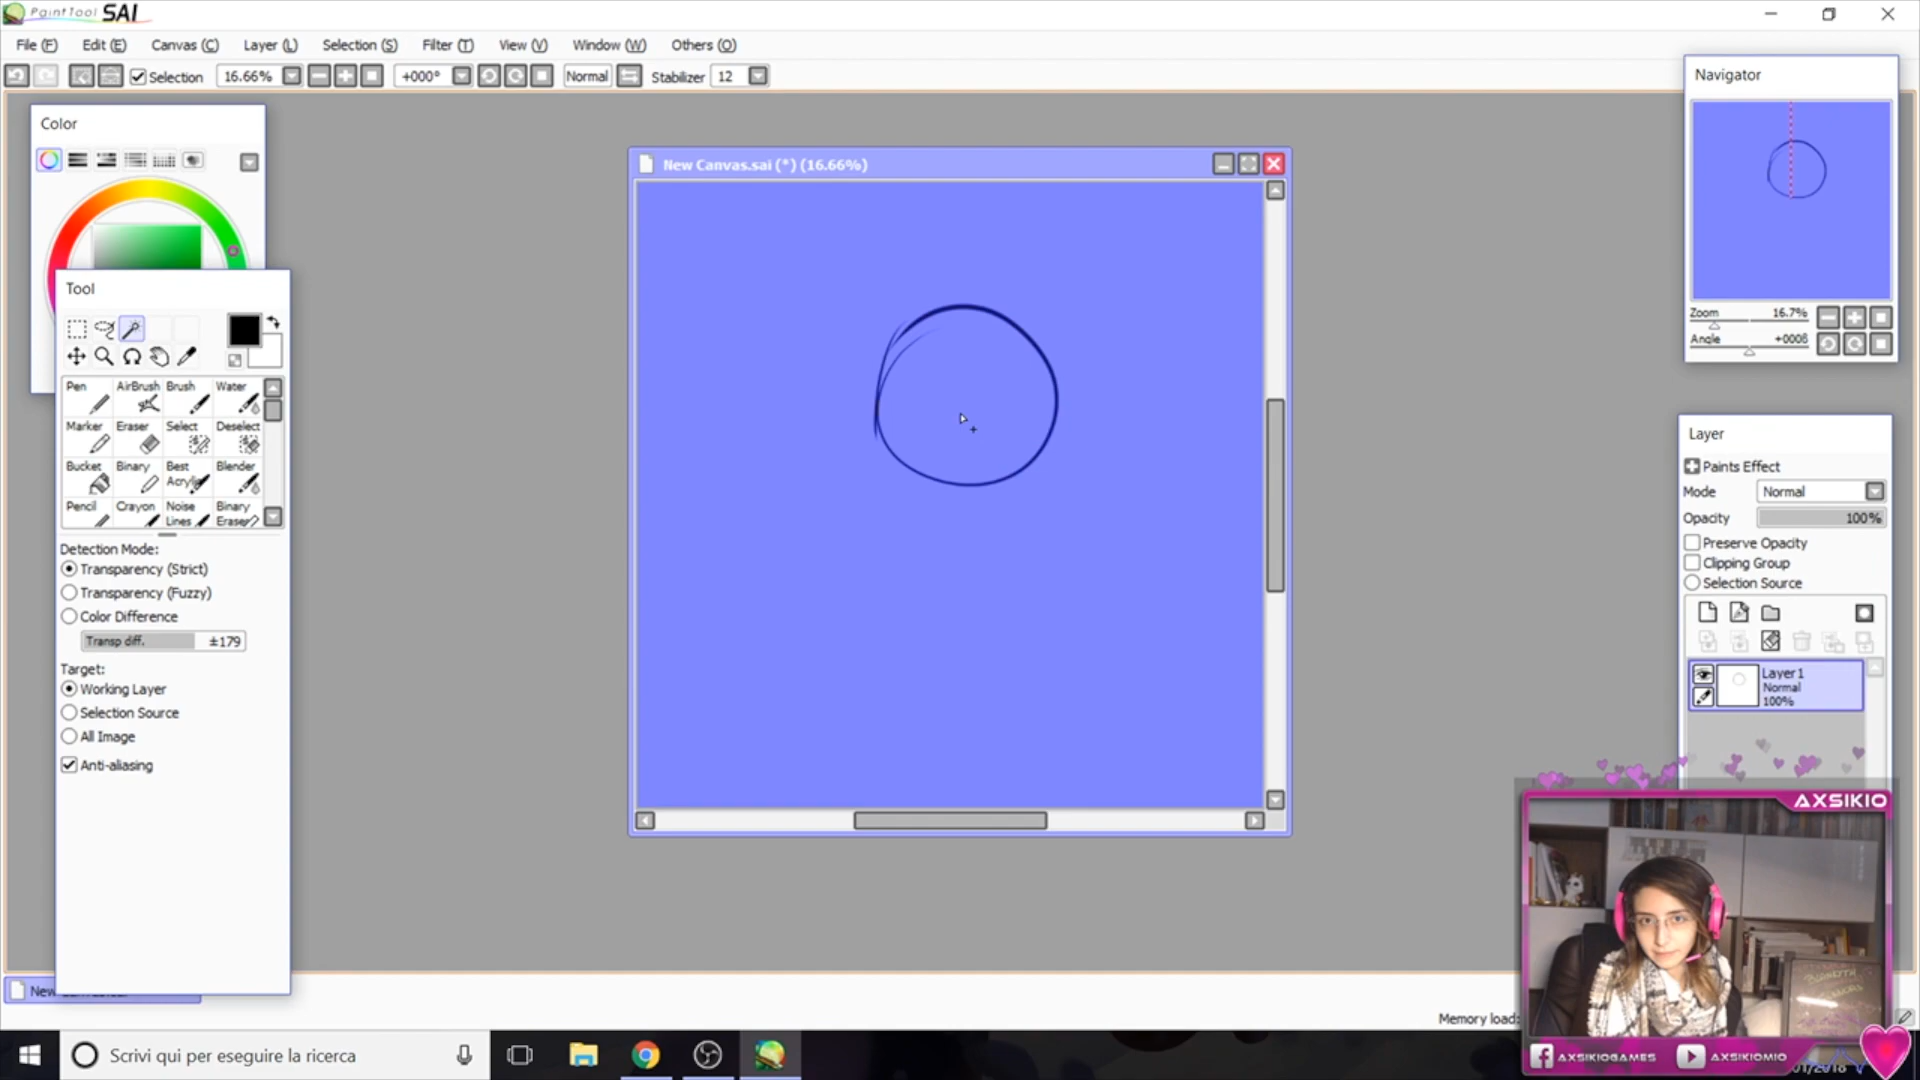 PaintTool SAI
File (F) Edit (E) Canvas (C) Layer (L) Selection (S) Filter (T) View (V) Window (W) Others (O)
Selection 16.66% +000° Normal Stabilizer 12
Navigator
Color
New Canvas.sai (*) (16.66%)
Tool
Zoom 16.7%
Angle
Pen AirBrush Brush Water
Marker Eraser Select Deselect
Bucket Binary Best Acrylic Blender
Pencil Crayon Noise Lines Binary Eraser
Layer
Paints Effect
Mode Normal
Opacity 100%
Preserve Opacity
Clipping Group
Selection Source
Detection Mode:
Transparency (Strict)
Transparency (Fuzzy)
Color Difference
Transp diff. ±179
Target:
Working Layer
Selection Source
All Image
Anti-aliasing
Layer1
Normal
100%
AXSIKIO
New
Memory load:
Scrivi qui per eseguire la ricerca
AXSIKIOGAMES AXSIKIOMIO